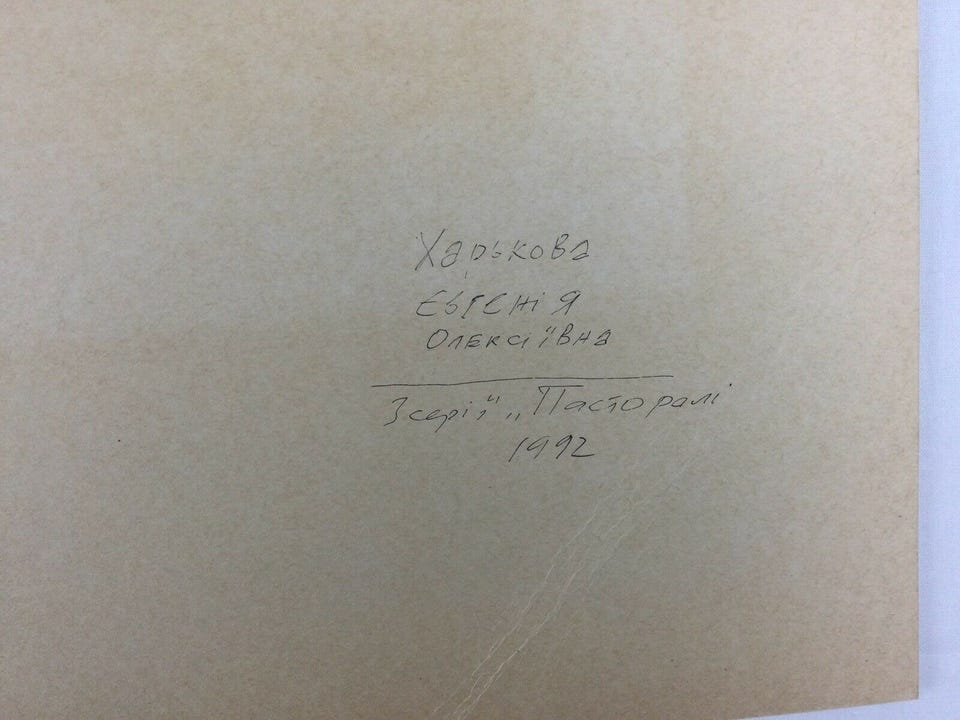 Харькова
Євгенія
Олексіївна
З серії „Пасторалі
1992